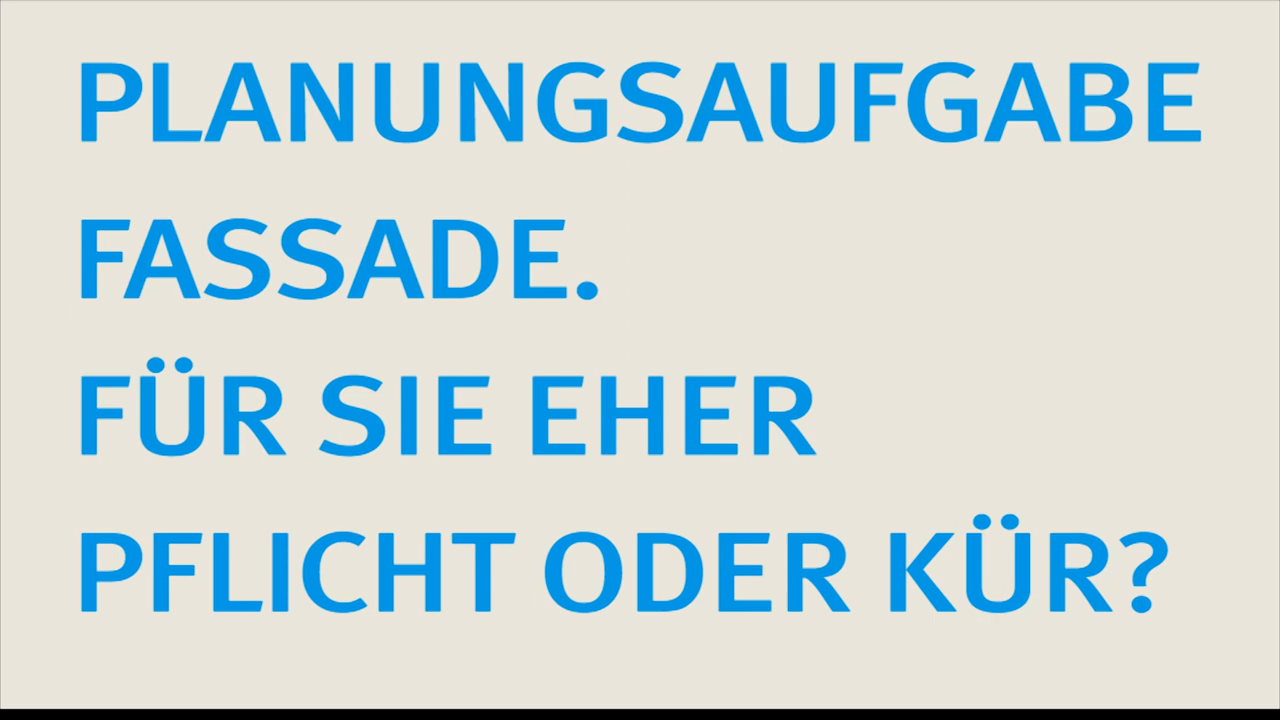 PLANUNGSAUFGABE
FASSADE.
FÜR SIE EHER
PFLICHT ODER KÜR?